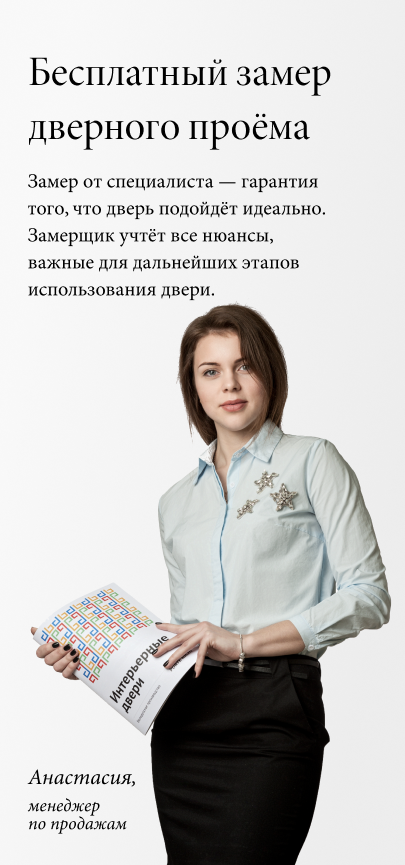 Бесплатный замер
дверного проёма
Замер от специалиста — гарантия
того, что дверь подойдёт идеально.
Замерщик учтёт все нюансы,
важные для дальнейших этапов
использования двери.
Интерьерные
двери
Анастасия,
менеджер
по продажам